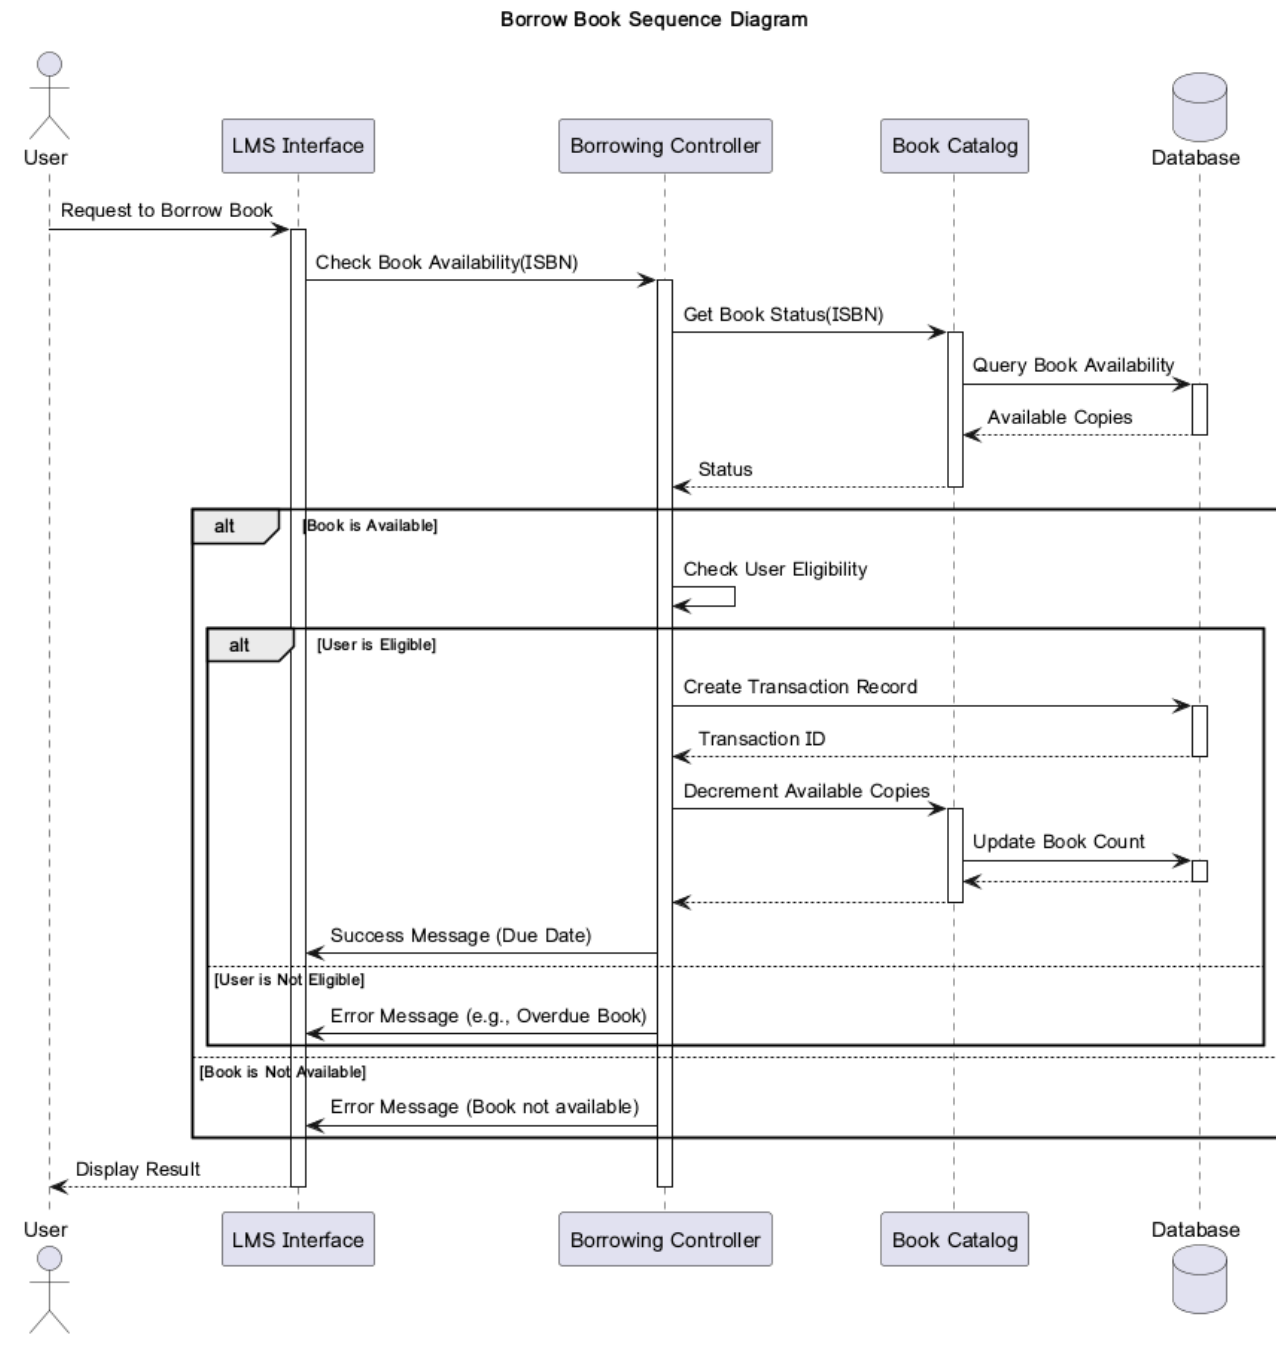 Borrow Book Sequence Diagram
User
LMS Interface
Borrowing Controller
Book Catalog
Database
Request to Borrow Book
Check Book Availability(ISBN)
Get Book Status(ISBN)
Query Book Availability
Available Copies
Status
alt
[Book is Available]
Check User Eligibility
alt
[User is Eligible]
Create Transaction Record
Transaction ID
Decrement Available Copies
Update Book Count
Success Message (Due Date)
[User is Not Eligible]
Error Message (e.g., Overdue Book)
[Book is Not Available]
Error Message (Book not available)
Display Result
User
LMS Interface
Borrowing Controller
Book Catalog
Database